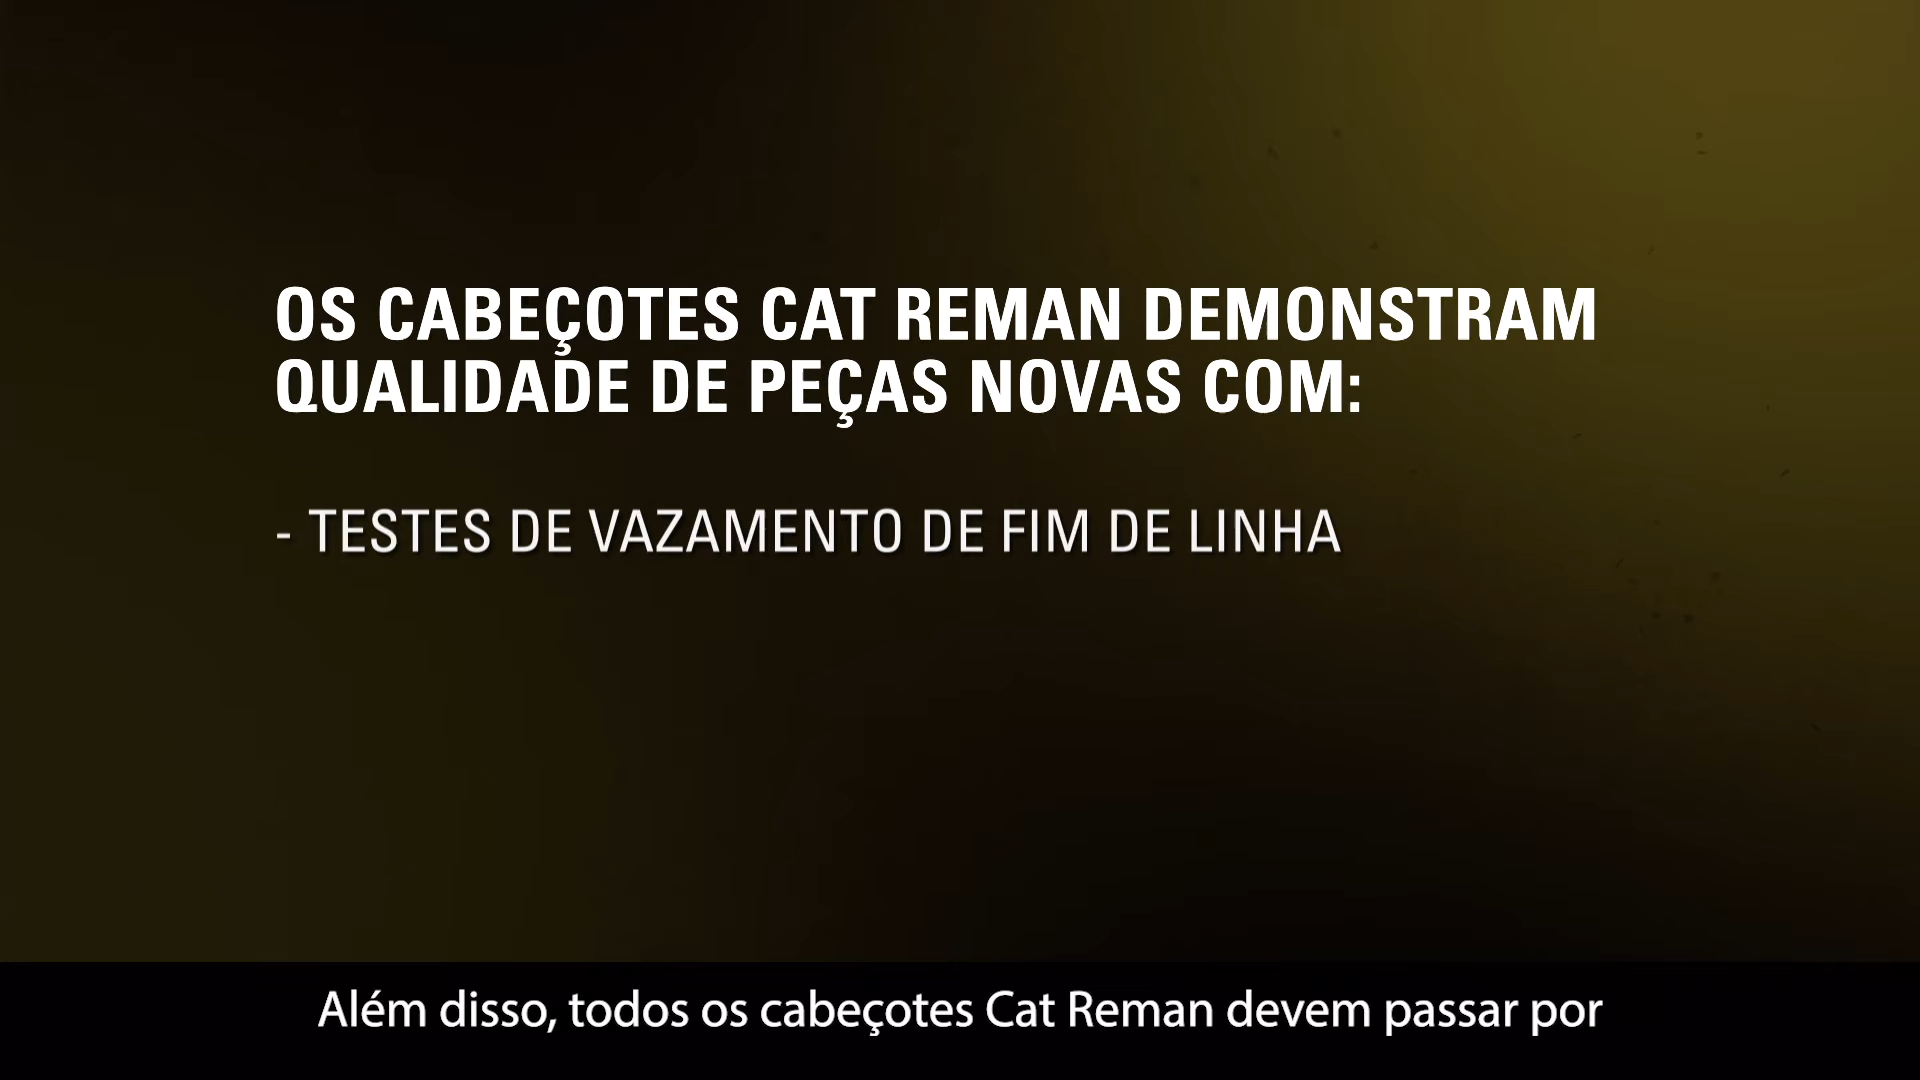 OS CABEÇOTES CAT REMAN DEMONSTRAM
QUALIDADE DE PEÇAS NOVAS COM:
- TESTES DE VAZAMENTO DE FIM DE LINHA
Além disso, todos os cabeçotes Cat Reman devem passar por